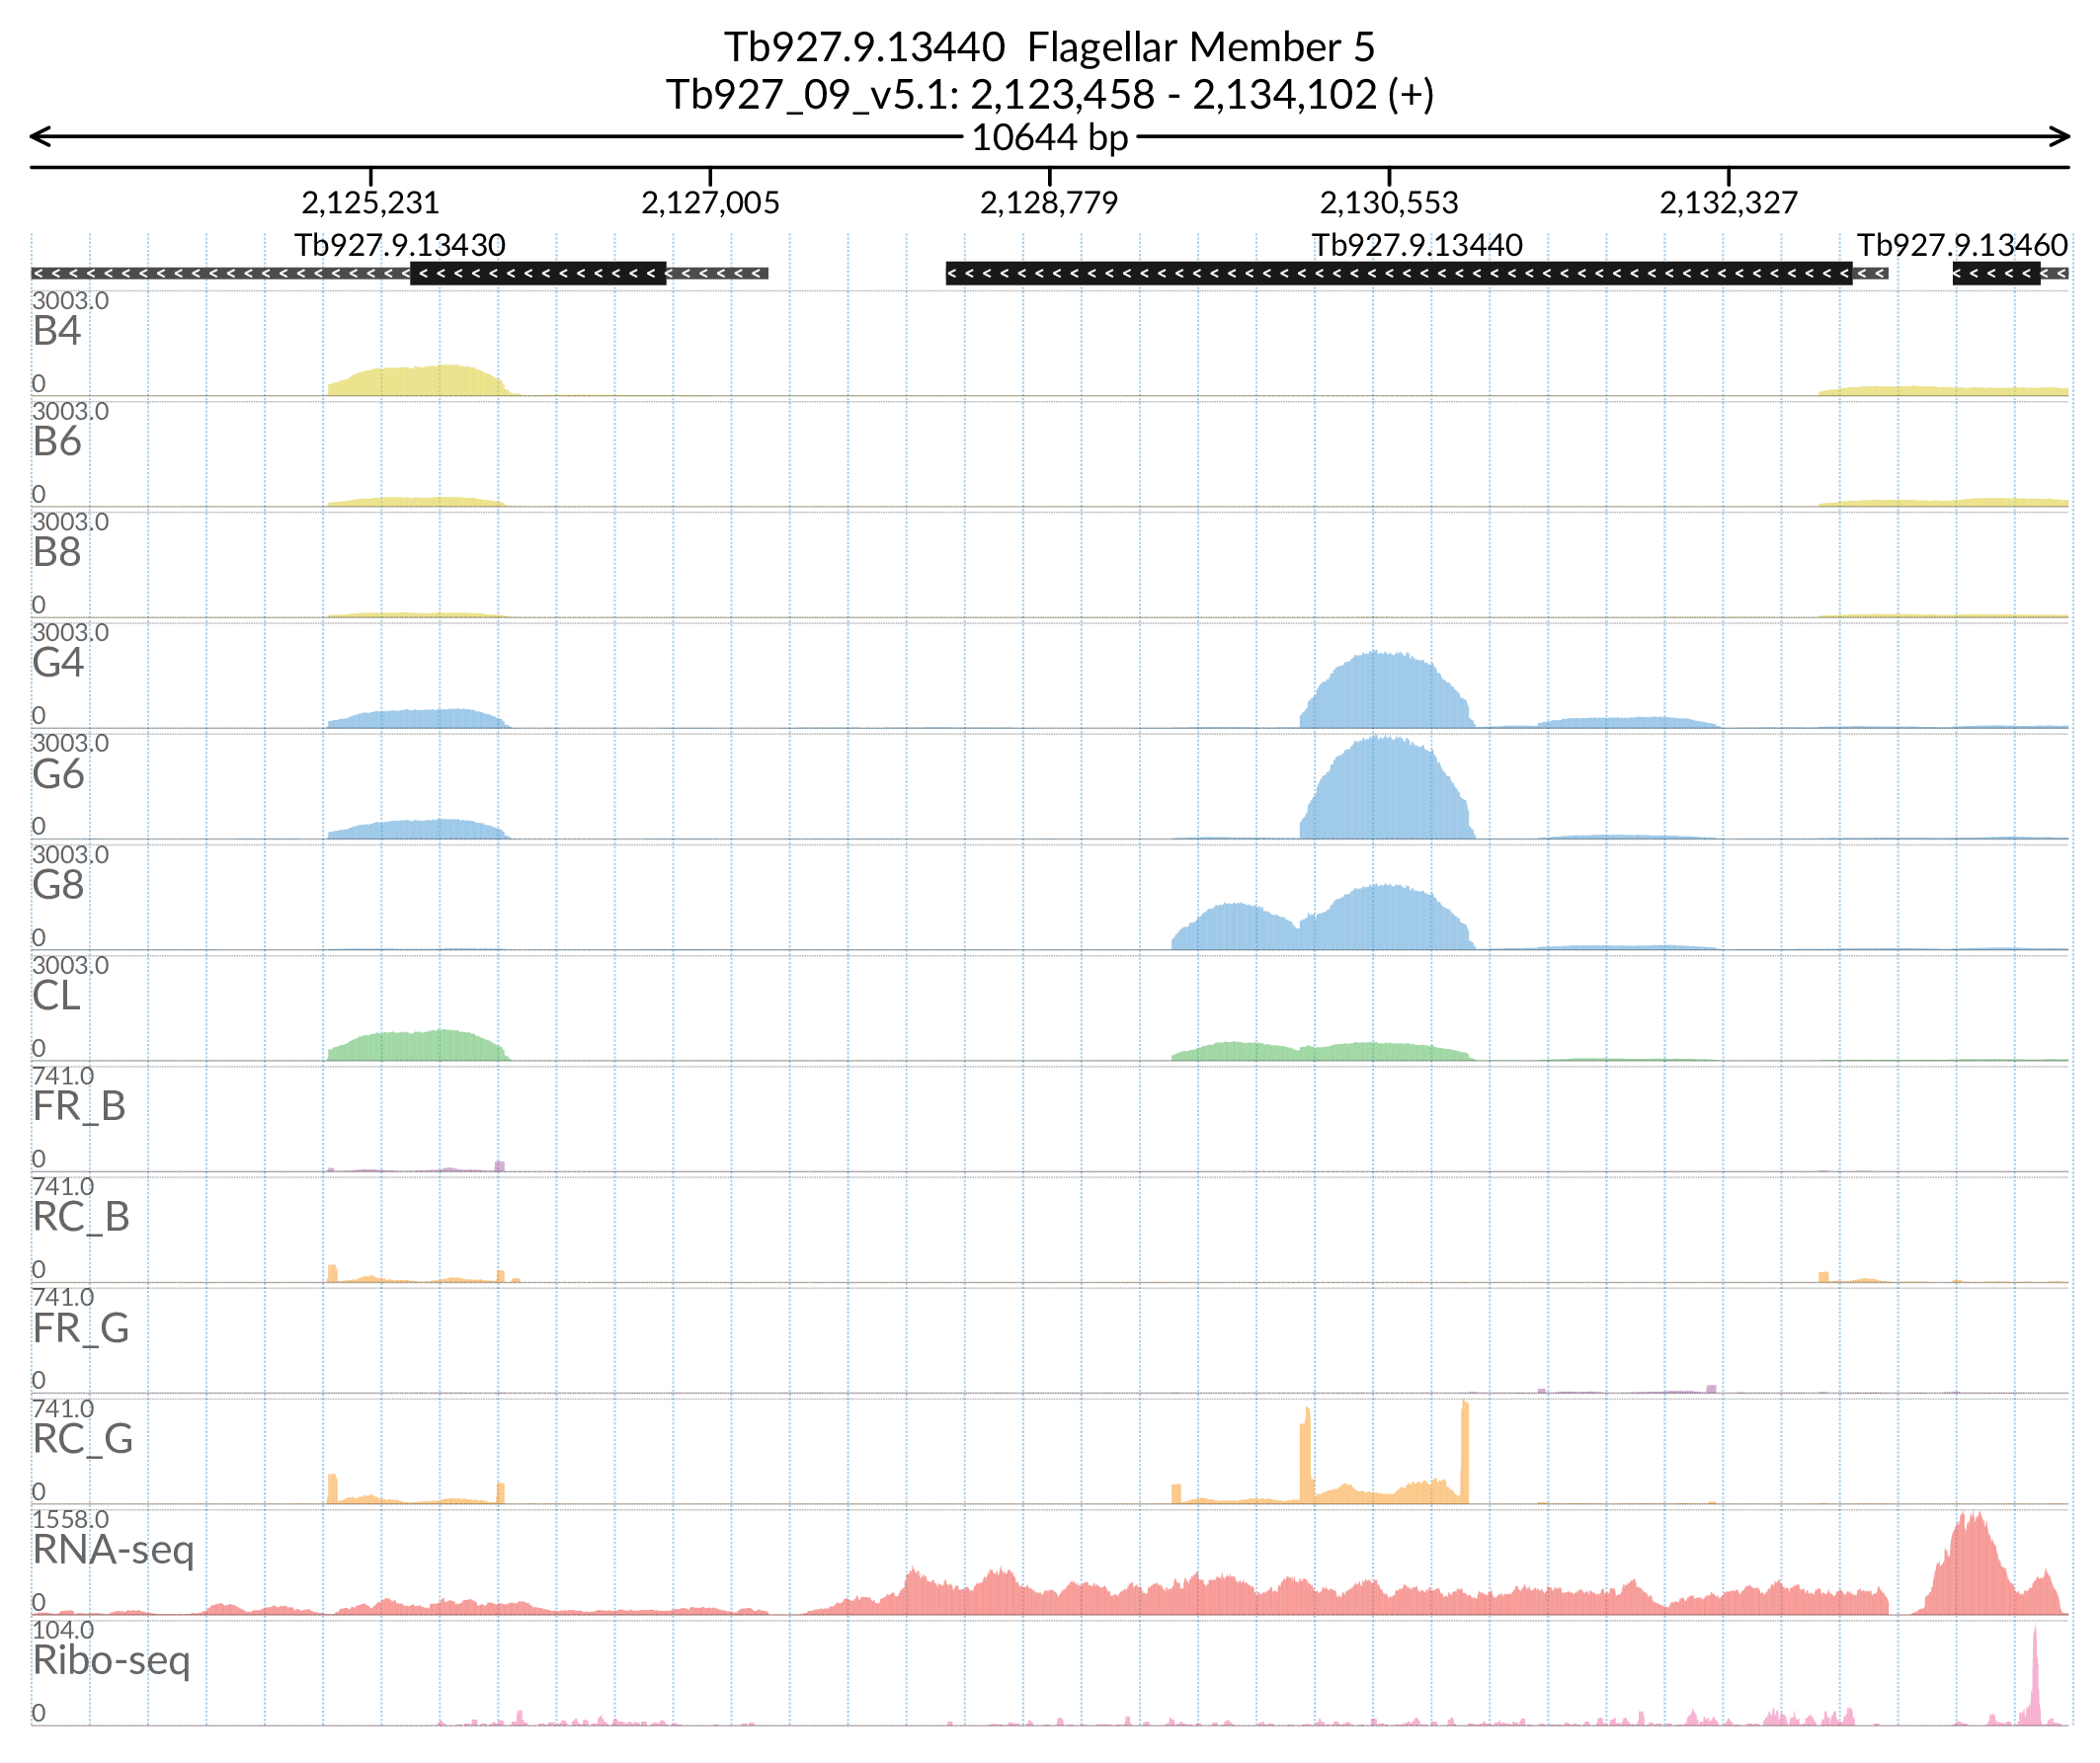 Tb927.9.13440  Flagellar Member 5
Tb927_09_v5.1: 2,123,458 - 2,134,102 (+)
10644 bp
2,125,231 2,127,005 2,128,779 2,130,553 2,132,327
Tb927.9.13430 Tb927.9.13440 Tb927.9.13460
3003.0
B4
0
3003.0
B6
0
3003.0
B8
0
3003.0
G4
0
3003.0
G6
0
3003.0
G8
0
3003.0
CL
0
741.0
FR_B
0
741.0
RC_B
0
741.0
FR_G
0
741.0
RC_G
0
1558.0
RNA-seq
0
104.0
Ribo-seq
0